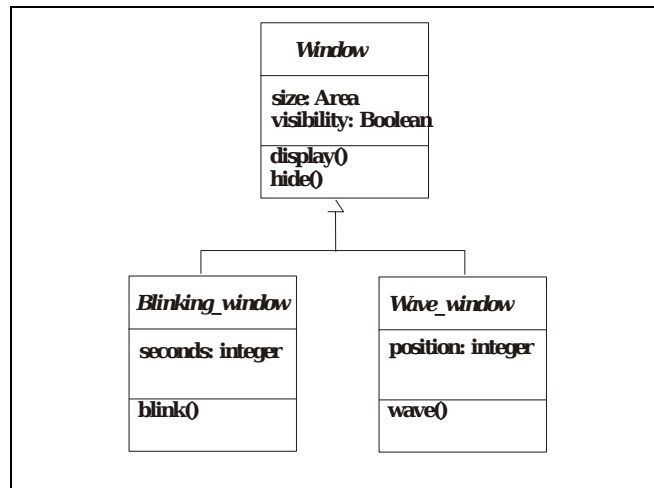 Window
size: Area
visibility: Boolean
display()
hide()
Blinking_window
seconds: integer
blink()
Wave_window
position: integer
wave()